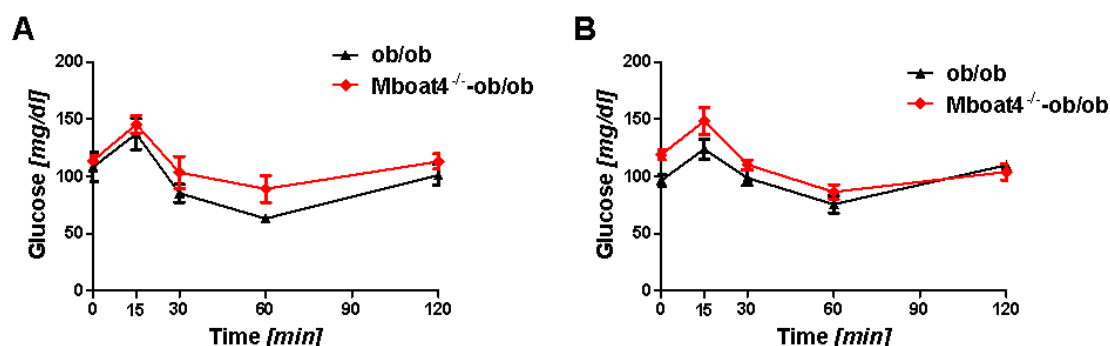 A
ob/ob
Mboat4-/--ob/ob
200
150
100
50
0
Glucose [mg/dl]
0 15 30 60 90 120
Time [min]
B
ob/ob
Mboat4-/--ob/ob
200
150
100
50
0
Glucose [mg/dl]
0 15 30 60 90 120
Time [min]